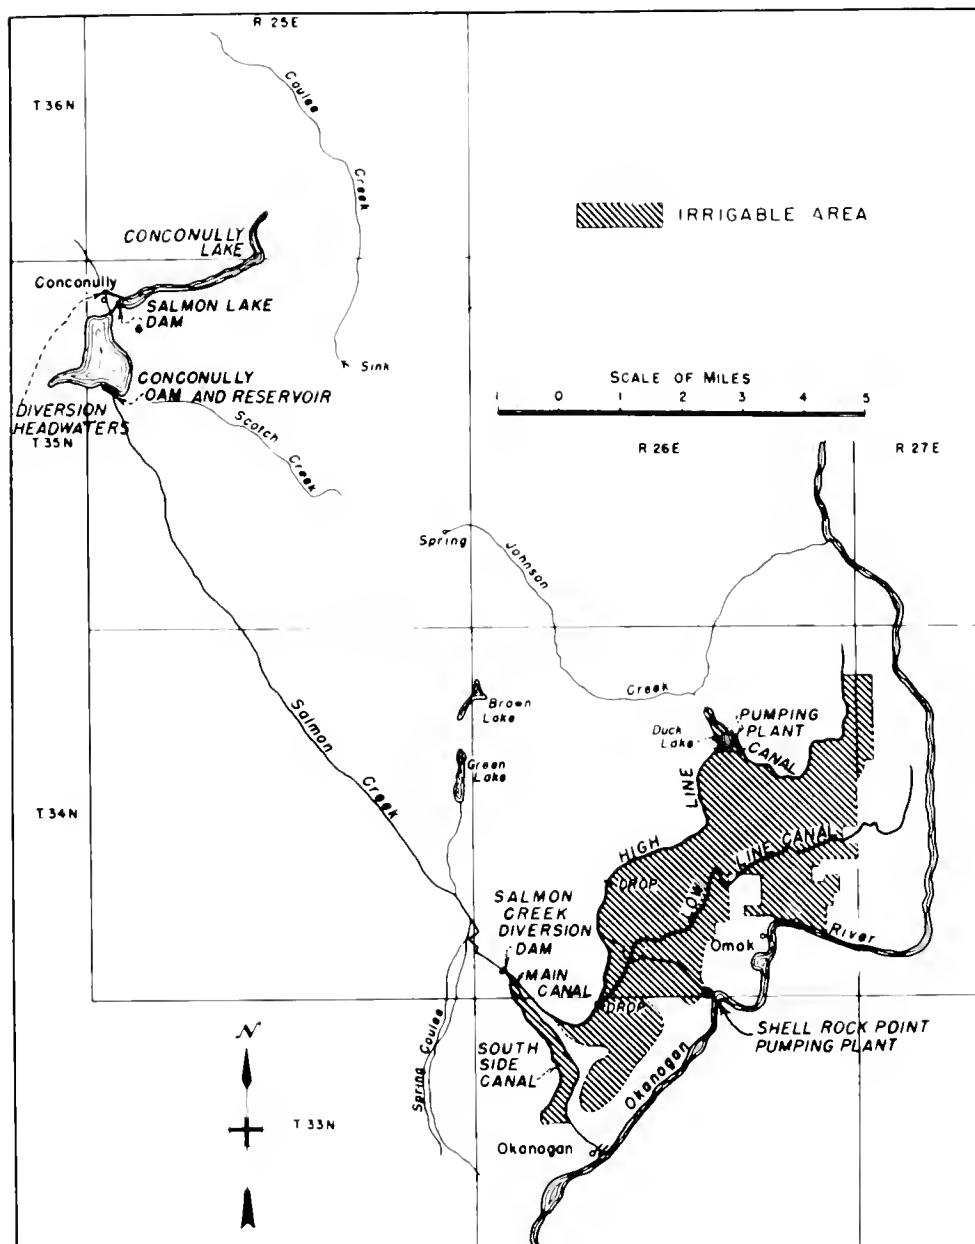 R 25E
T 36N
Coulee
Creek
IRRIGABLE AREA
CONCONULLY
LAKE
Conconully
SALMON LAKE
DAM
Sink
SCALE OF MILES
1 0 1 2 3 4 5
CONCONULLY
DAM AND RESERVOIR
DIVERSION
HEADWATERS
T 35N
Scotch
Creek
R 26E
R 27E
Spring
Johnson
Creek
Salmon
Creek
Brown
Lake
Green
Lake
Duck
Lake
PUMPING
PLANT
CANAL
T. 34N
HIGH
LINE
DROP
LOW
LINE CANAL
SALMON
CREEK
DIVERSION
DAM
Omak
River
MAIN
CANAL
DROP
SHELL ROCK POINT
PUMPING PLANT
N
Spring Coulee
SOUTH
SIDE
CANAL
Okanogan
T 33N
Okanogan